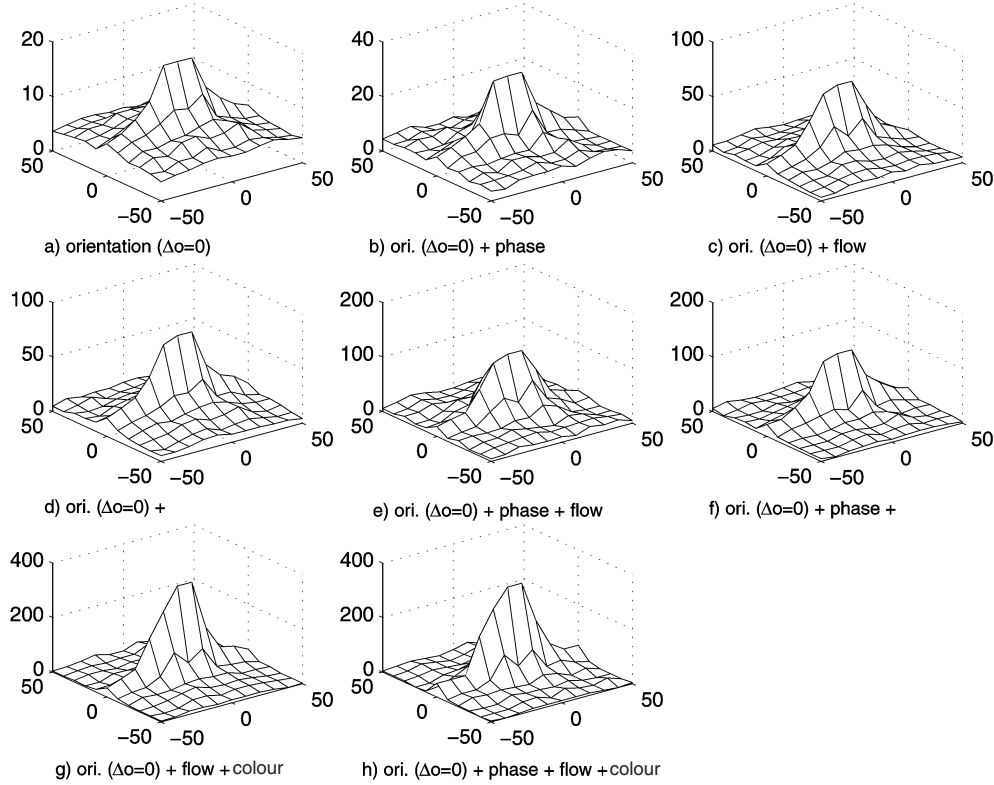 20 40 100
10 20 50
0 0 0
50 50 50
0 0 0
50 50 50
0 0 0
−50 −50 −50 −50 −50 −50
a) orientation (Δo=0) b) ori. (Δo=0) + phase c) ori. (Δo=0) + flow
100 200 200
50 100 100
0 0 0
50 50 50
0 0 0
50 50 50
0 0 0
−50 −50 −50 −50 −50 −50
d) ori. (Δo=0) + e) ori. (Δo=0) + phase + flow f) ori. (Δo=0) + phase +
400 400
200 200
0 0
50 50
0 0
50 50
0 0
−50 −50 −50 −50
g) ori. (Δo=0) + flow + colour h) ori. (Δo=0) + phase + flow + colour